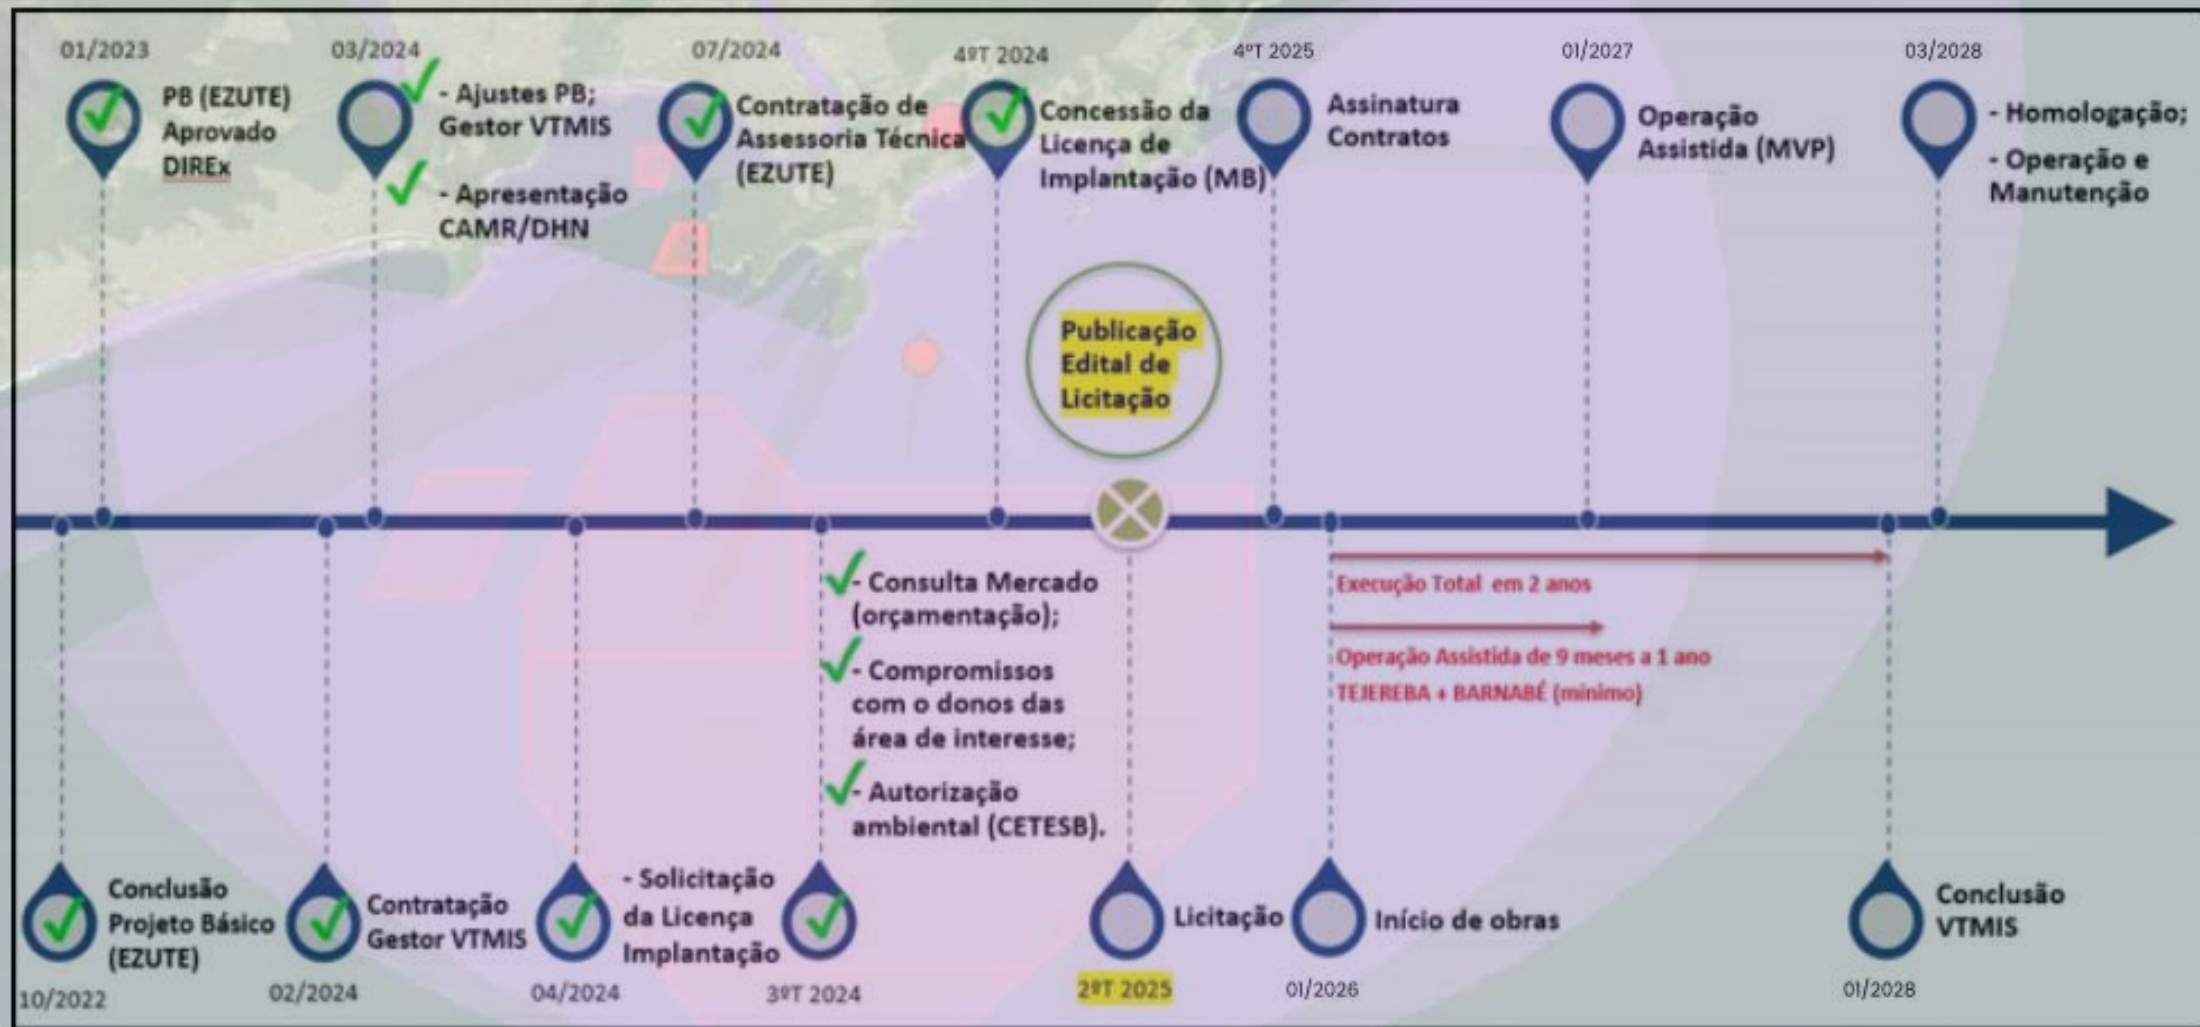 01/2023
PB (EZUTE)
Aprovado
DIREx
03/2024
- Ajustes PB;
Gestor VTMIS
- Apresentação
CAMR/DHN
07/2024
Contratação de
Assessoria Técnica
(EZUTE)
4ºT 2024
Concessão da
Licença de
Implantação (MB)
4ºT 2025
Assinatura
Contratos
01/2027
Operação
Assistida (MVP)
03/2028
- Homologação;
- Operação e
Manutenção
Publicação
Edital de
Licitação
- Consulta Mercado
(orçamentação);
- Compromissos
com o donos das
área de interesse;
- Autorização
ambiental (CETESB).
Execução Total em 2 anos
Operação Assistida de 9 meses a 1 ano
TEJEREBA + BARNABÉ (mínimo)
Conclusão
Projeto Básico
(EZUTE)
10/2022
Contratação
Gestor VTMIS
02/2024
- Solicitação
da Licença
Implantação
04/2024
3ºT 2024
Licitação
2ºT 2025
Início de obras
01/2026
Conclusão
VTMIS
01/2028